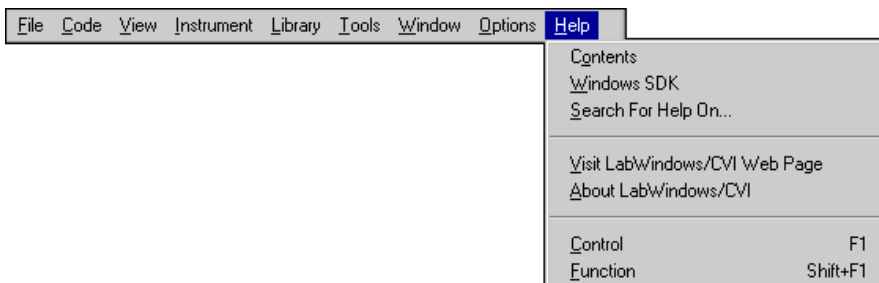 File Code View Instrument Library Tools Window Options Help
Contents
Windows SDK
Search For Help On...
Visit LabWindows/CVI Web Page
About LabWindows/CVI
Control F1
Function Shift+F1